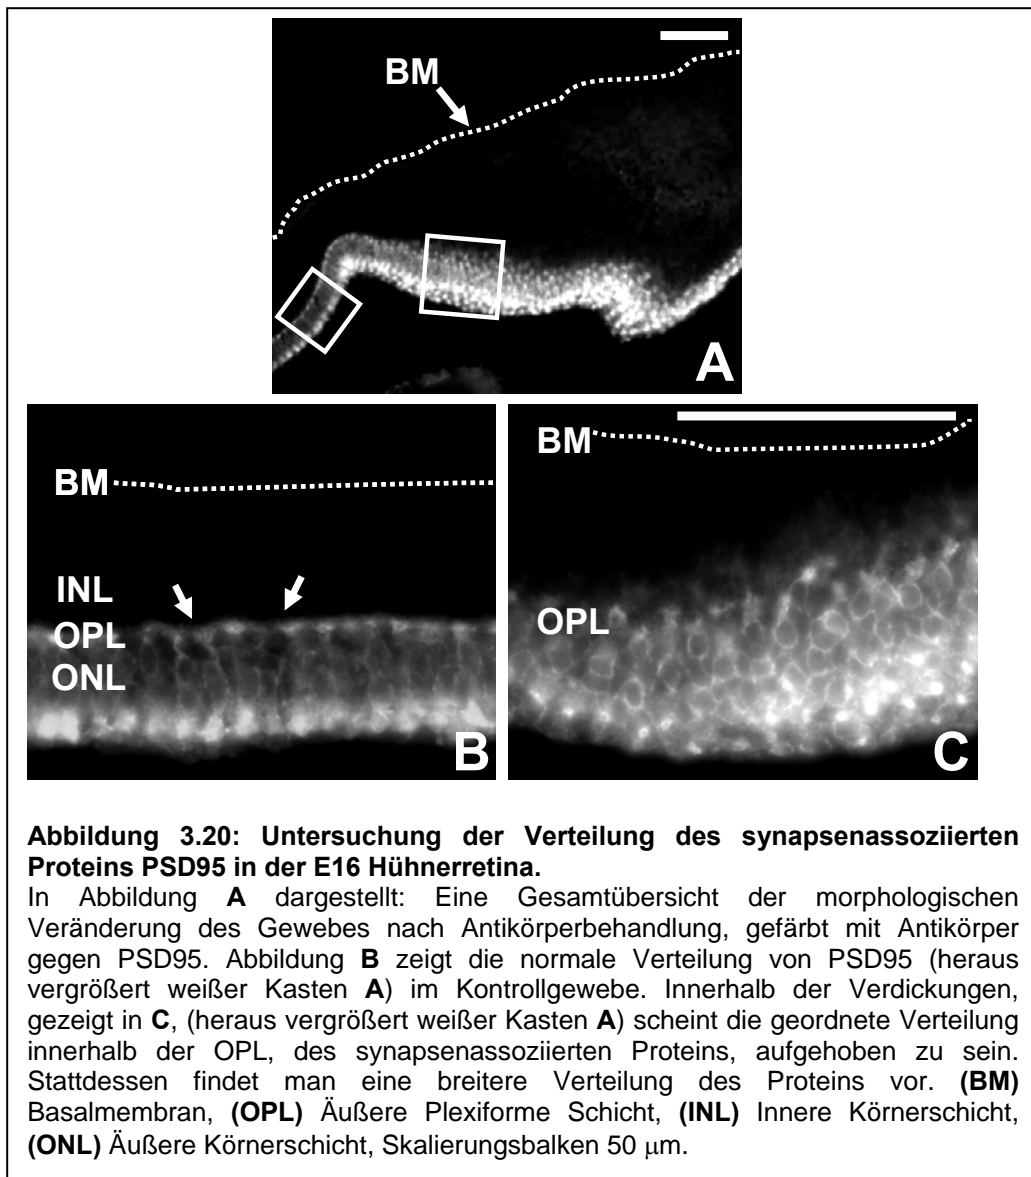 BM
A
BM
INL
OPL
ONL
B
BM
OPL
C
Abbildung 3.20: Untersuchung der Verteilung des synapsenassoziierten
Proteins PSD95 in der E16 Hühnerretina.
In Abbildung A dargestellt: Eine Gesamtübersicht der morphologischen
Veränderung des Gewebes nach Antikörperbehandlung, gefärbt mit Antikörper
gegen PSD95. Abbildung B zeigt die normale Verteilung von PSD95 (heraus
vergrößert weißer Kasten A) im Kontrollgewebe. Innerhalb der Verdickungen,
gezeigt in C, (heraus vergrößert weißer Kasten A) scheint die geordnete Verteilung
innerhalb der OPL, des synapsenassoziierten Proteins, aufgehoben zu sein.
Stattdessen findet man eine breitere Verteilung des Proteins vor. (BM)
Basalmembran, (OPL) Äußere Plexiforme Schicht, (INL) Innere Körnerschicht,
(ONL) Äußere Körnerschicht, Skalierungsbalken 50 µm.